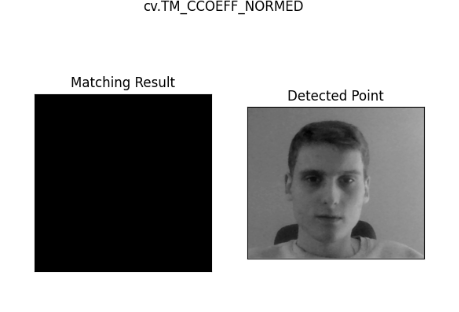 cv.TM_CCOEFF_NORMED
Matching Result
Detected Point